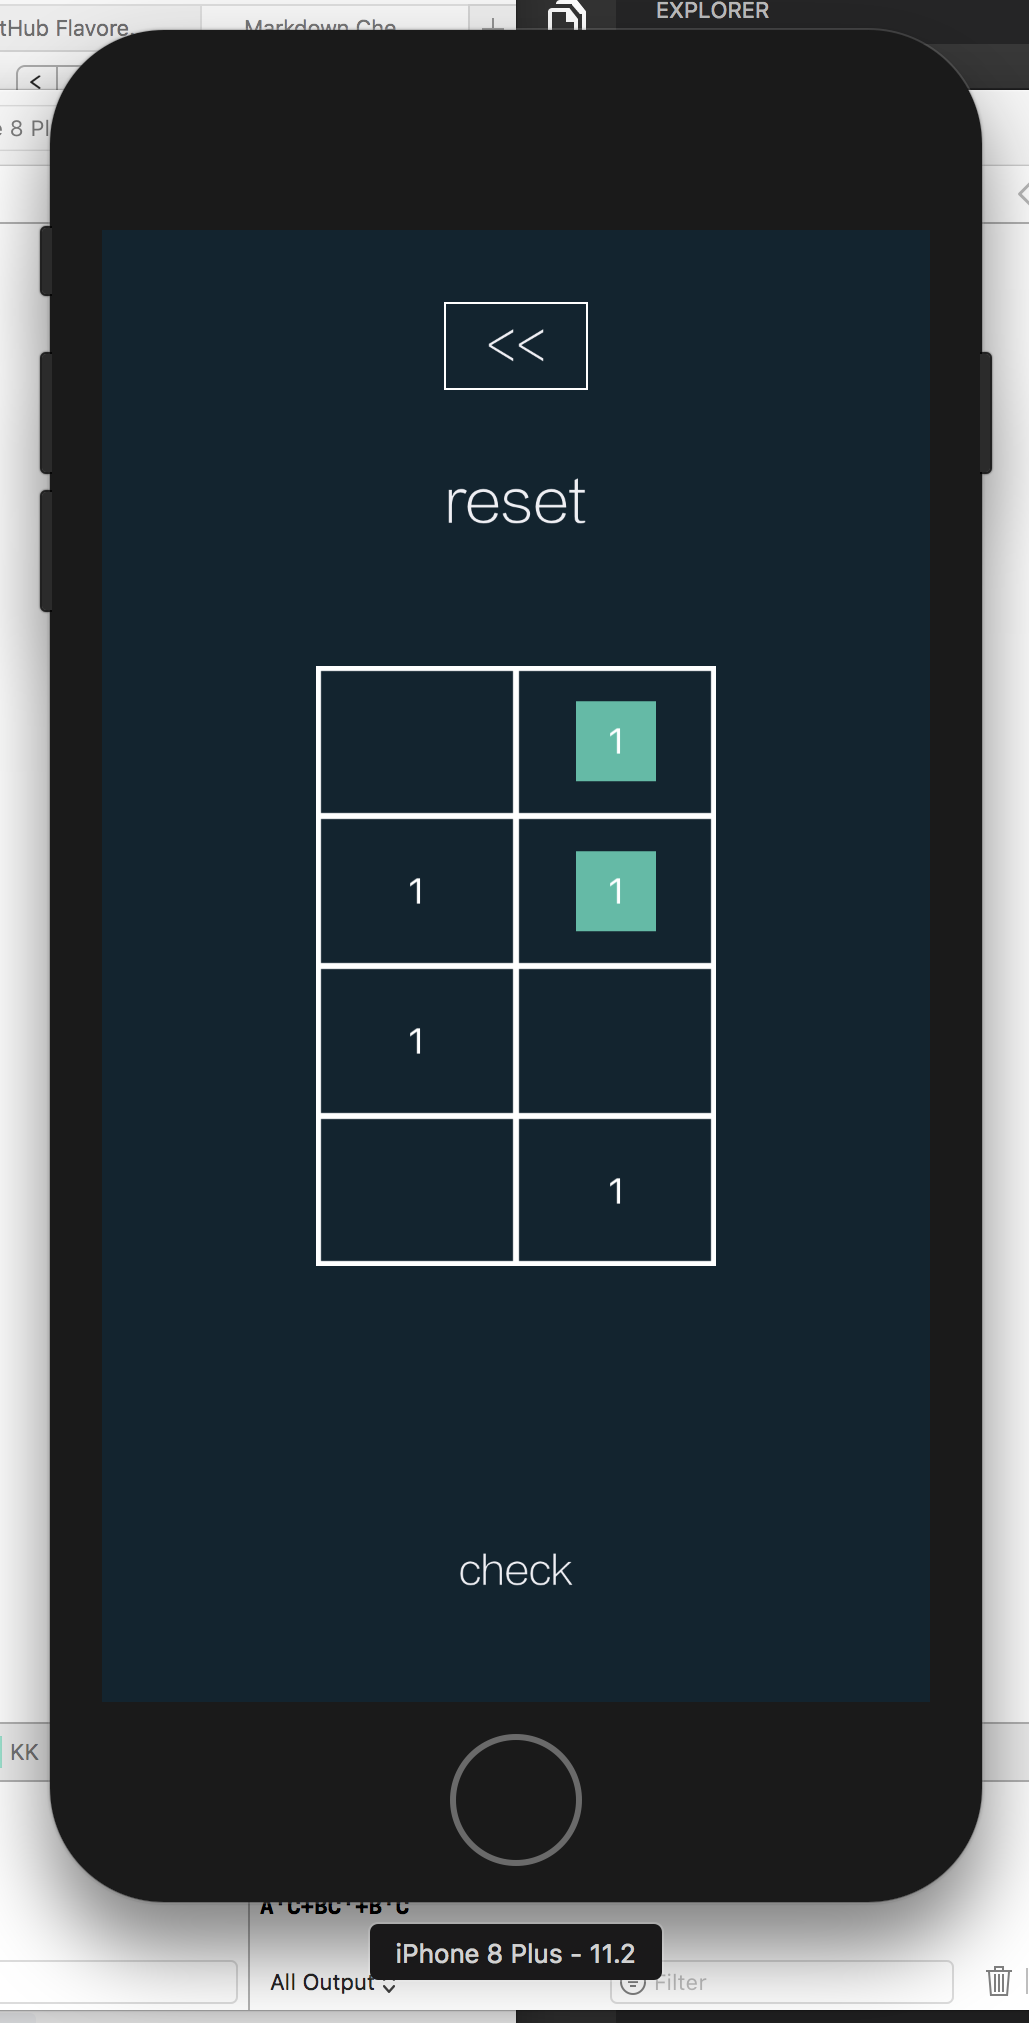 tHub Flavore...
Markdown Che
EXPLORER
<
e 8 Pl
<<
reset
1
1 1
1
1
check
KK
A'C+BC'+B'C
iPhone 8 Plus - 11.2
All Output
Filter